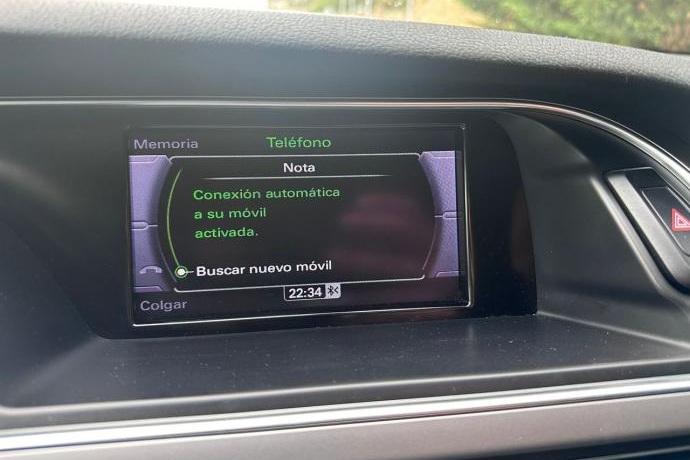 Memoria
Teléfono
Nota
Conexión automática
a su móvil
activada.
Buscar nuevo móvil
22:34
Colgar